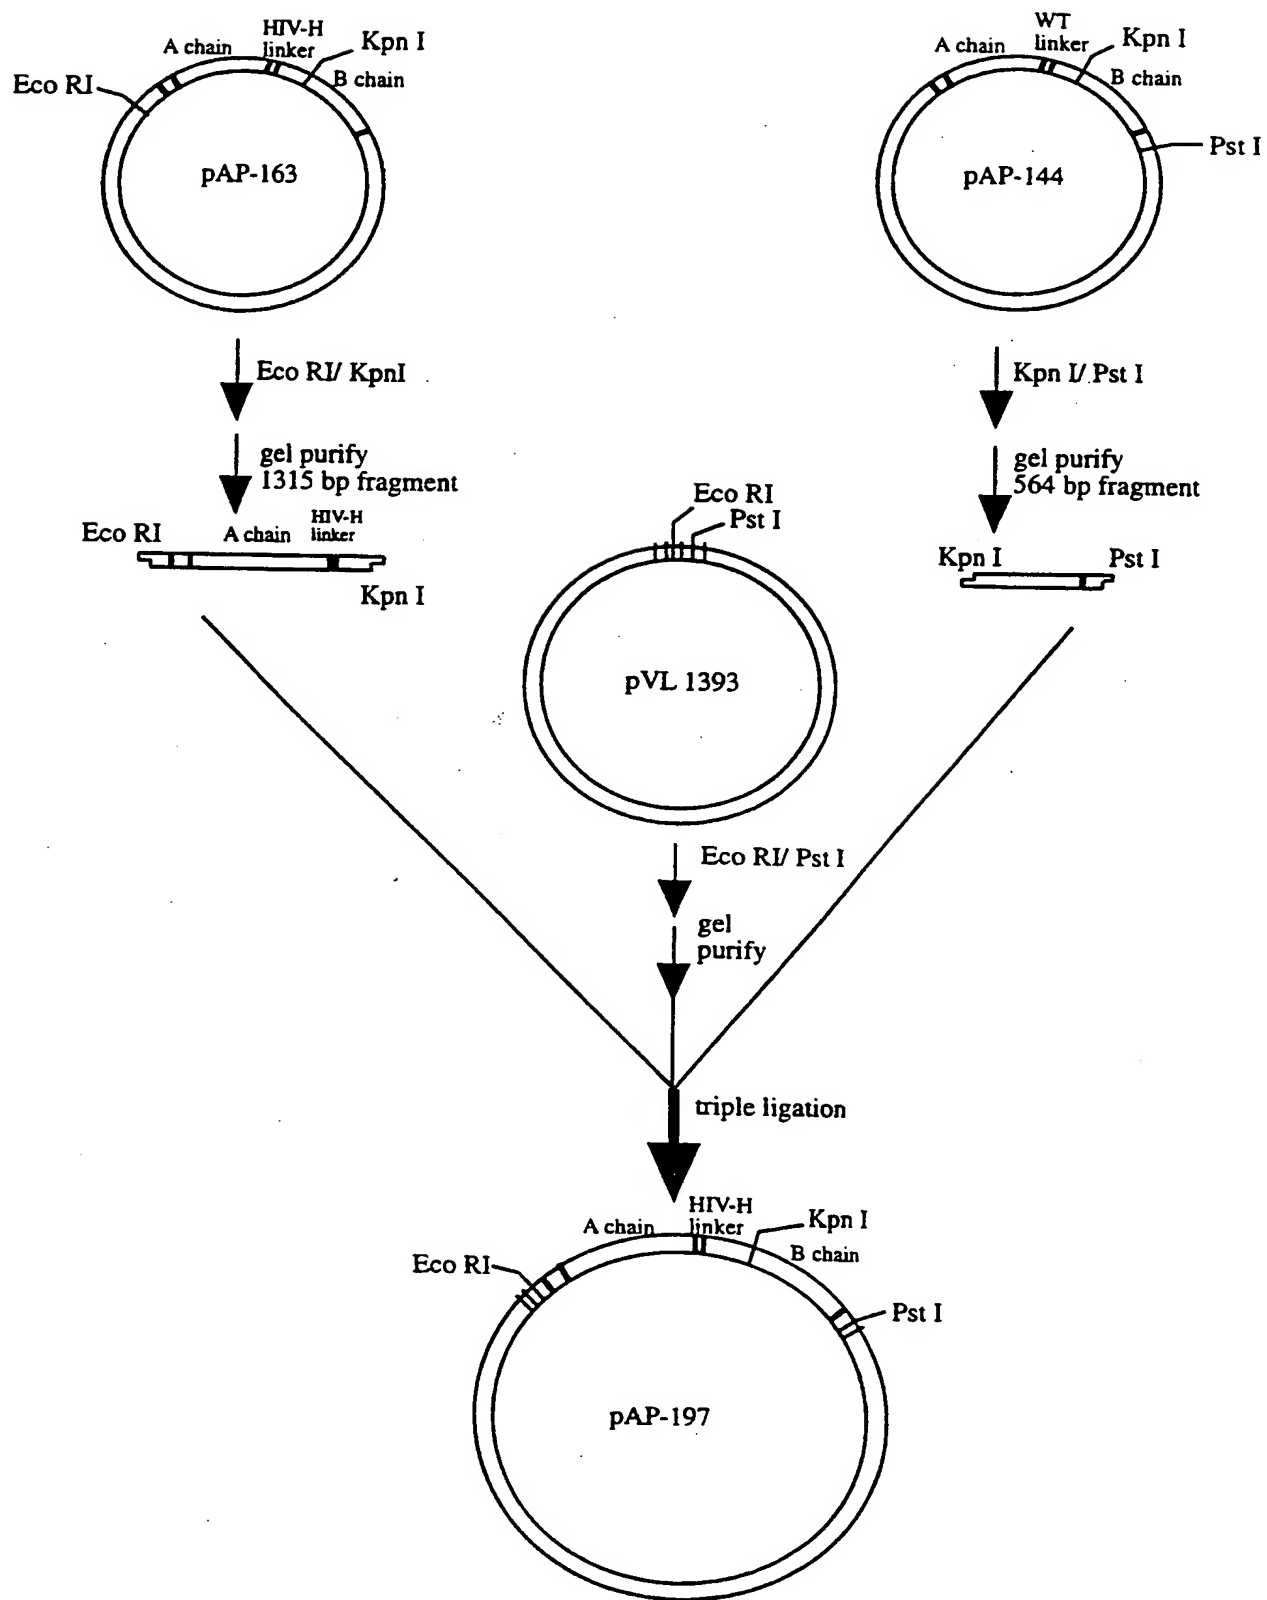 A chain
HIV-H
linker
Kpn I
B chain
Eco RI
pAP-163
A chain
WT
linker
Kpn I
B chain
Pst I
pAP-144
Eco RI/ KpnI
gel purify
1315 bp fragment
Kpn I/ Pst I
gel purify
564 bp fragment
Eco RI
A chain
HIV-H
linker
Kpn I
Eco RI
Pst I
pVL 1393
Kpn I
Pst I
Eco RI/ Pst I
gel
purify
triple ligation
A chain
HIV-H
linker
Kpn I
B chain
Eco RI
Pst I
pAP-197